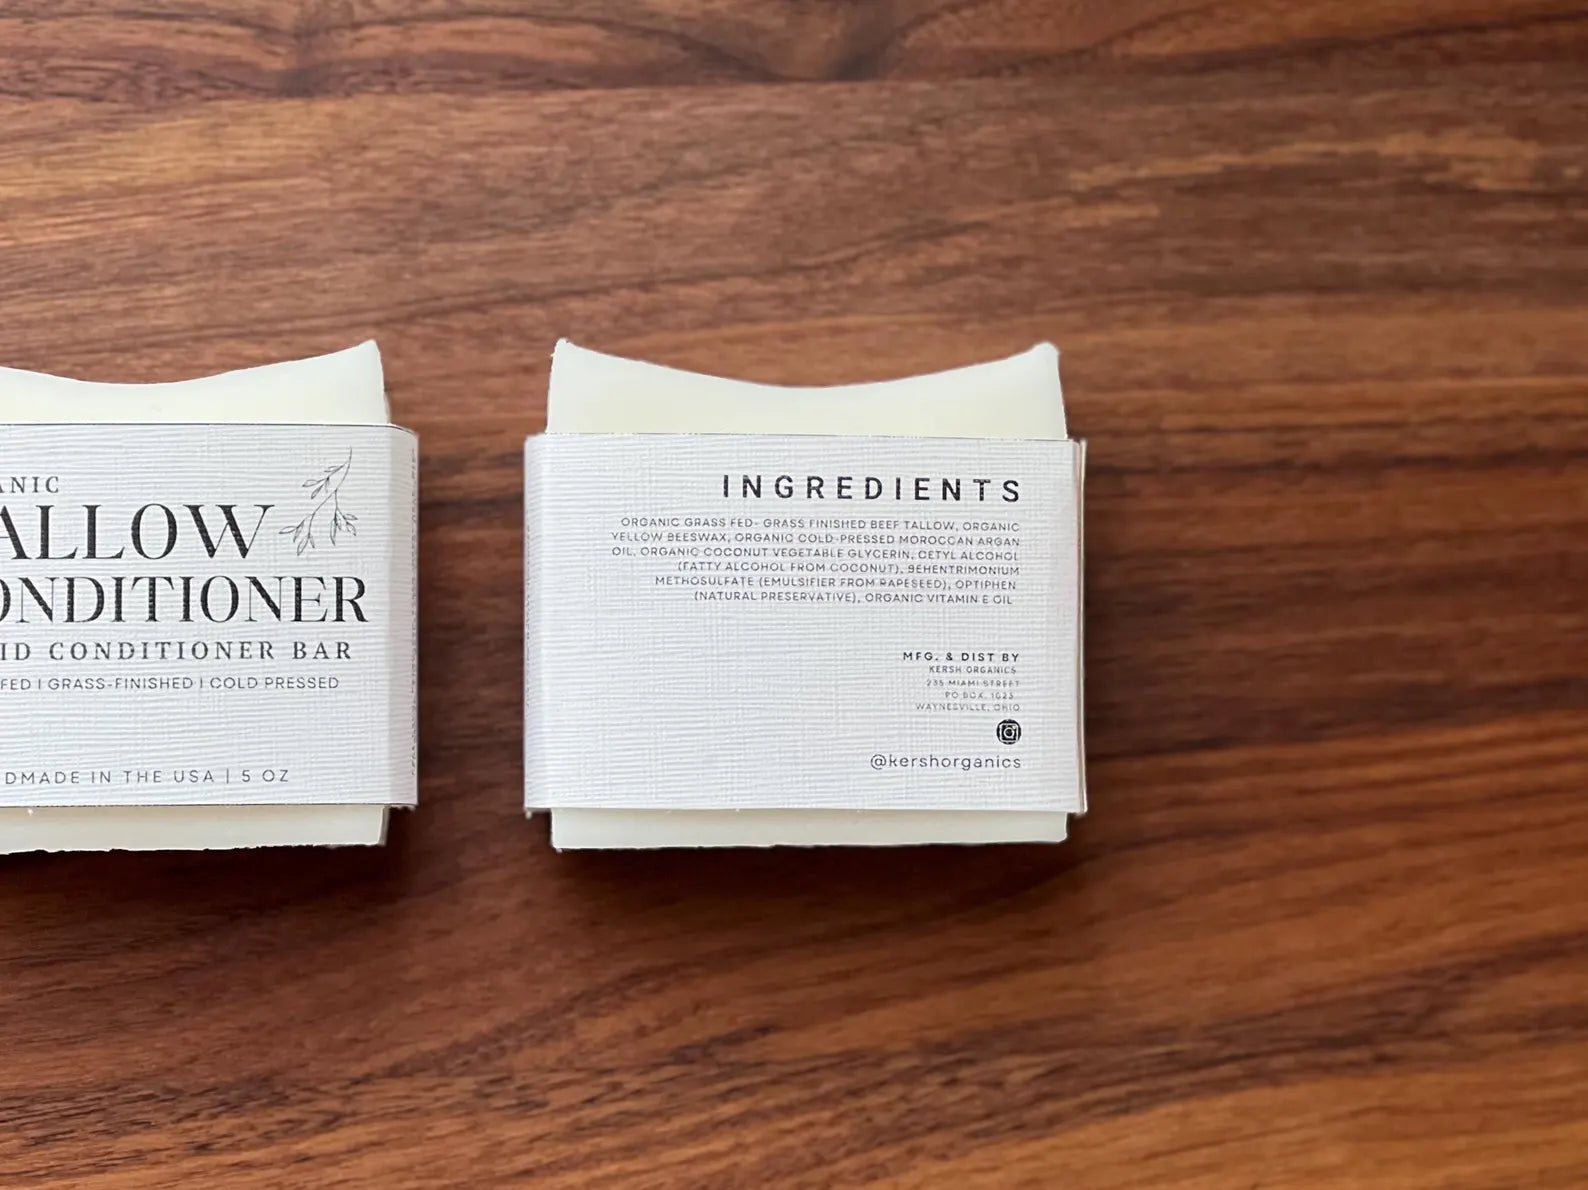 ANIC
ALLOW
ONDITIONER
ID CONDITIONER BAR
FED | GRASS-FINISHED | COLD PRESSED
DMADE IN THE USA | 5 OZ
INGREDIENTS
ORGANIC GRASS FED- GRASS FINISHED BEEF TALLOW, ORGANIC
YELLOW BEESWAX, ORGANIC COLD-PRESSED MOROCCAN ARGAN
OIL, ORGANIC COCONUT VEGETABLE GLYCERIN, CETYL ALCOHOL
(FATTY ALCOHOL FROM COCONUT), BEHENTRIMONIUM
METHOSULFATE (EMULSIFIER FROM RAPESEED), OPTIPHEN
(NATURAL PRESERVATIVE), ORGANIC VITAMIN E OIL
MFG. & DIST BY
KERSH ORGANICS
235 MIAMI STREET
PO BOX. 1025
WAYNESVILLE, OHIO
@kershorganics